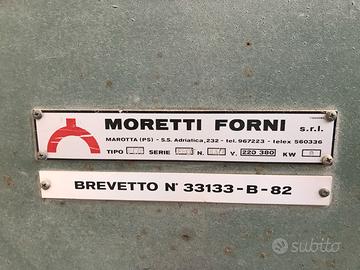 MORETTI FORNI s.r.l.
MAROTTA (PS) - S.S. Adriatica, 232 - tel. 967223 - telex 560336
TIPO SERIE N. V. 220 380 KW
BREVETTO N° 33133-B-82
subito